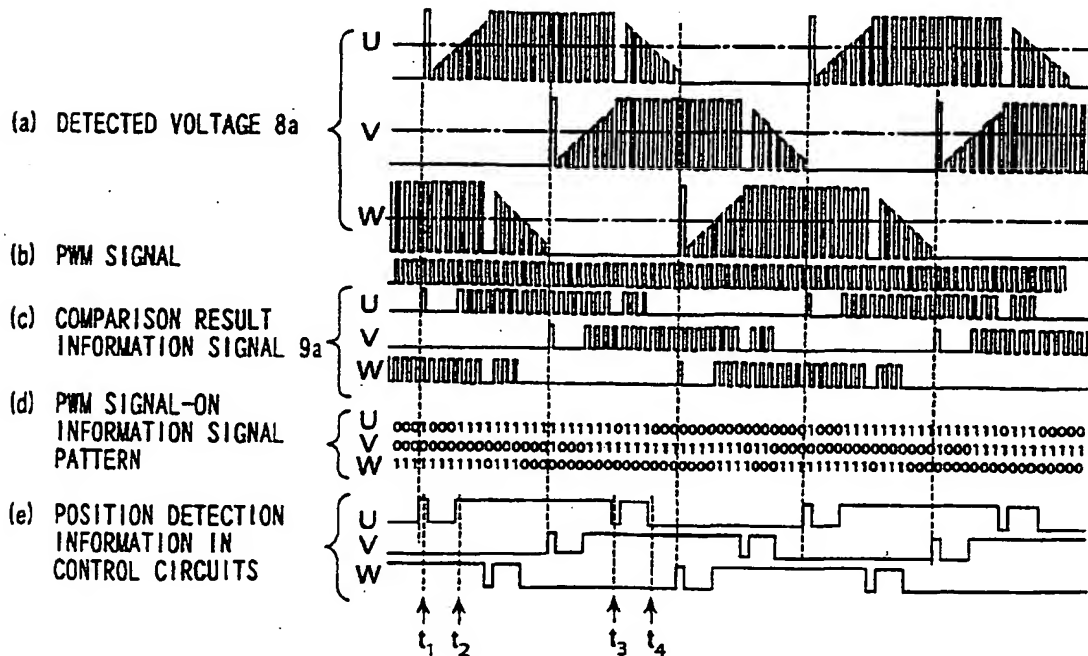 (a) DETECTED VOLTAGE 8a
U
V
W
(b) PWM SIGNAL
(c) COMPARISON RESULT
INFORMATION SIGNAL 9a
U
V
W
(d) PWM SIGNAL-ON
INFORMATION SIGNAL
PATTERN
U
V
W
(e) POSITION DETECTION
INFORMATION IN
CONTROL CIRCUITS
U
V
W
t1 t2 t3 t4